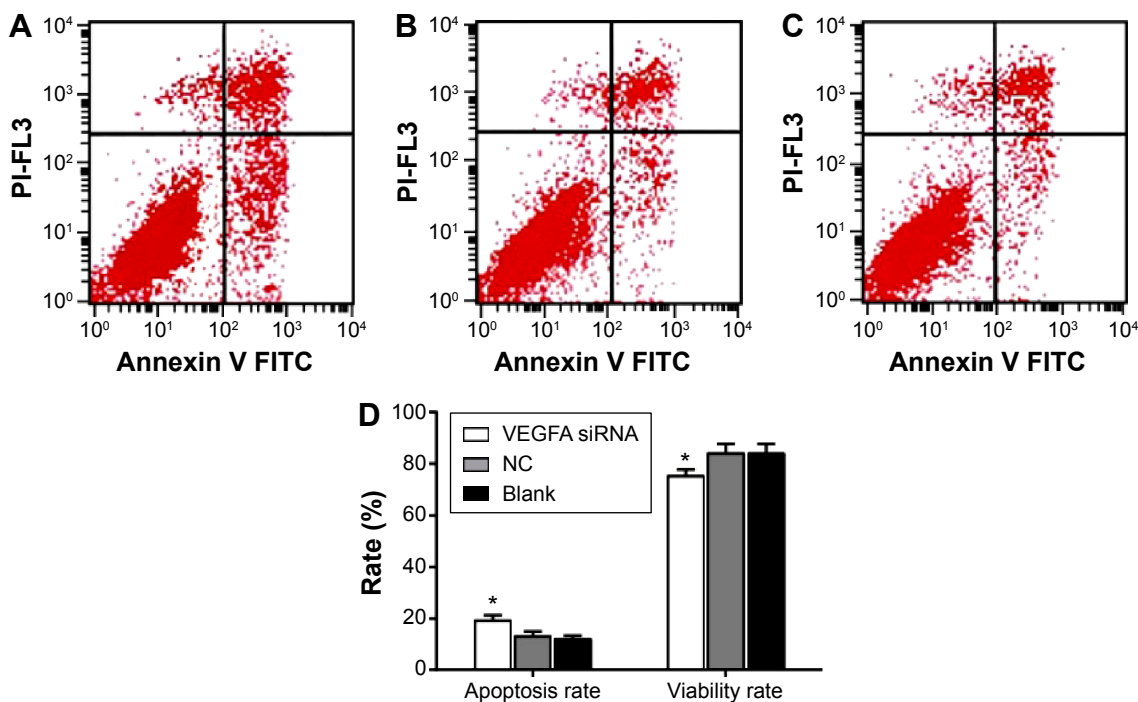 A
10⁴
10³
10²
10¹
10⁰
PI-FL3
10⁰ 10¹ 10² 10³ 10⁴
Annexin V FITC
B
10⁴
10³
10²
10¹
10⁰
PI-FL3
10⁰ 10¹ 10² 10³ 10⁴
Annexin V FITC
C
10⁴
10³
10²
10¹
10⁰
PI-FL3
10⁰ 10¹ 10² 10³ 10⁴
Annexin V FITC
D
100
80
60
40
20
0
Rate (%)
VEGFA siRNA
NC
Blank
*
*
Apoptosis rate
Viability rate